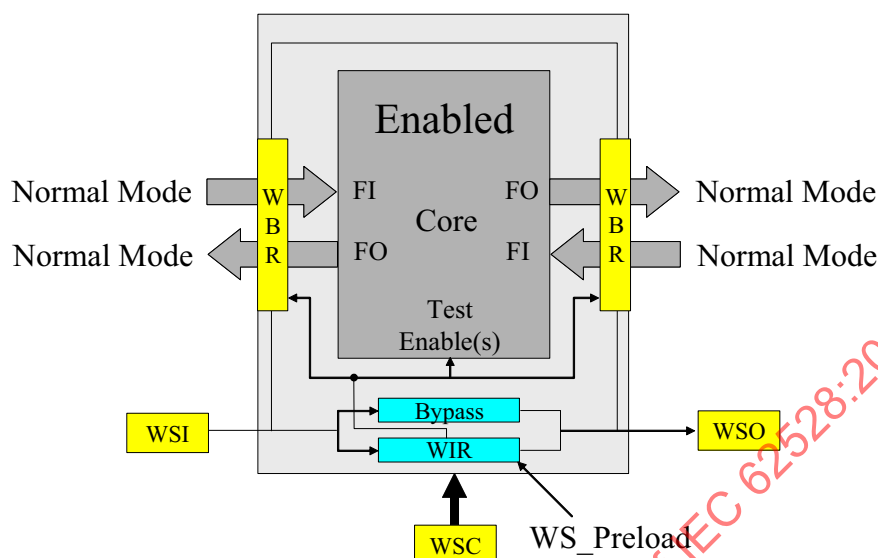 Enabled
Normal Mode
W
B
R
FI
FO
W
B
R
Normal Mode
Core
Normal Mode
FO
FI
Normal Mode
Test
Enable(s)
Bypass
WSI
WSO
WIR
WSC
WS_Preload
IEC 62528:20